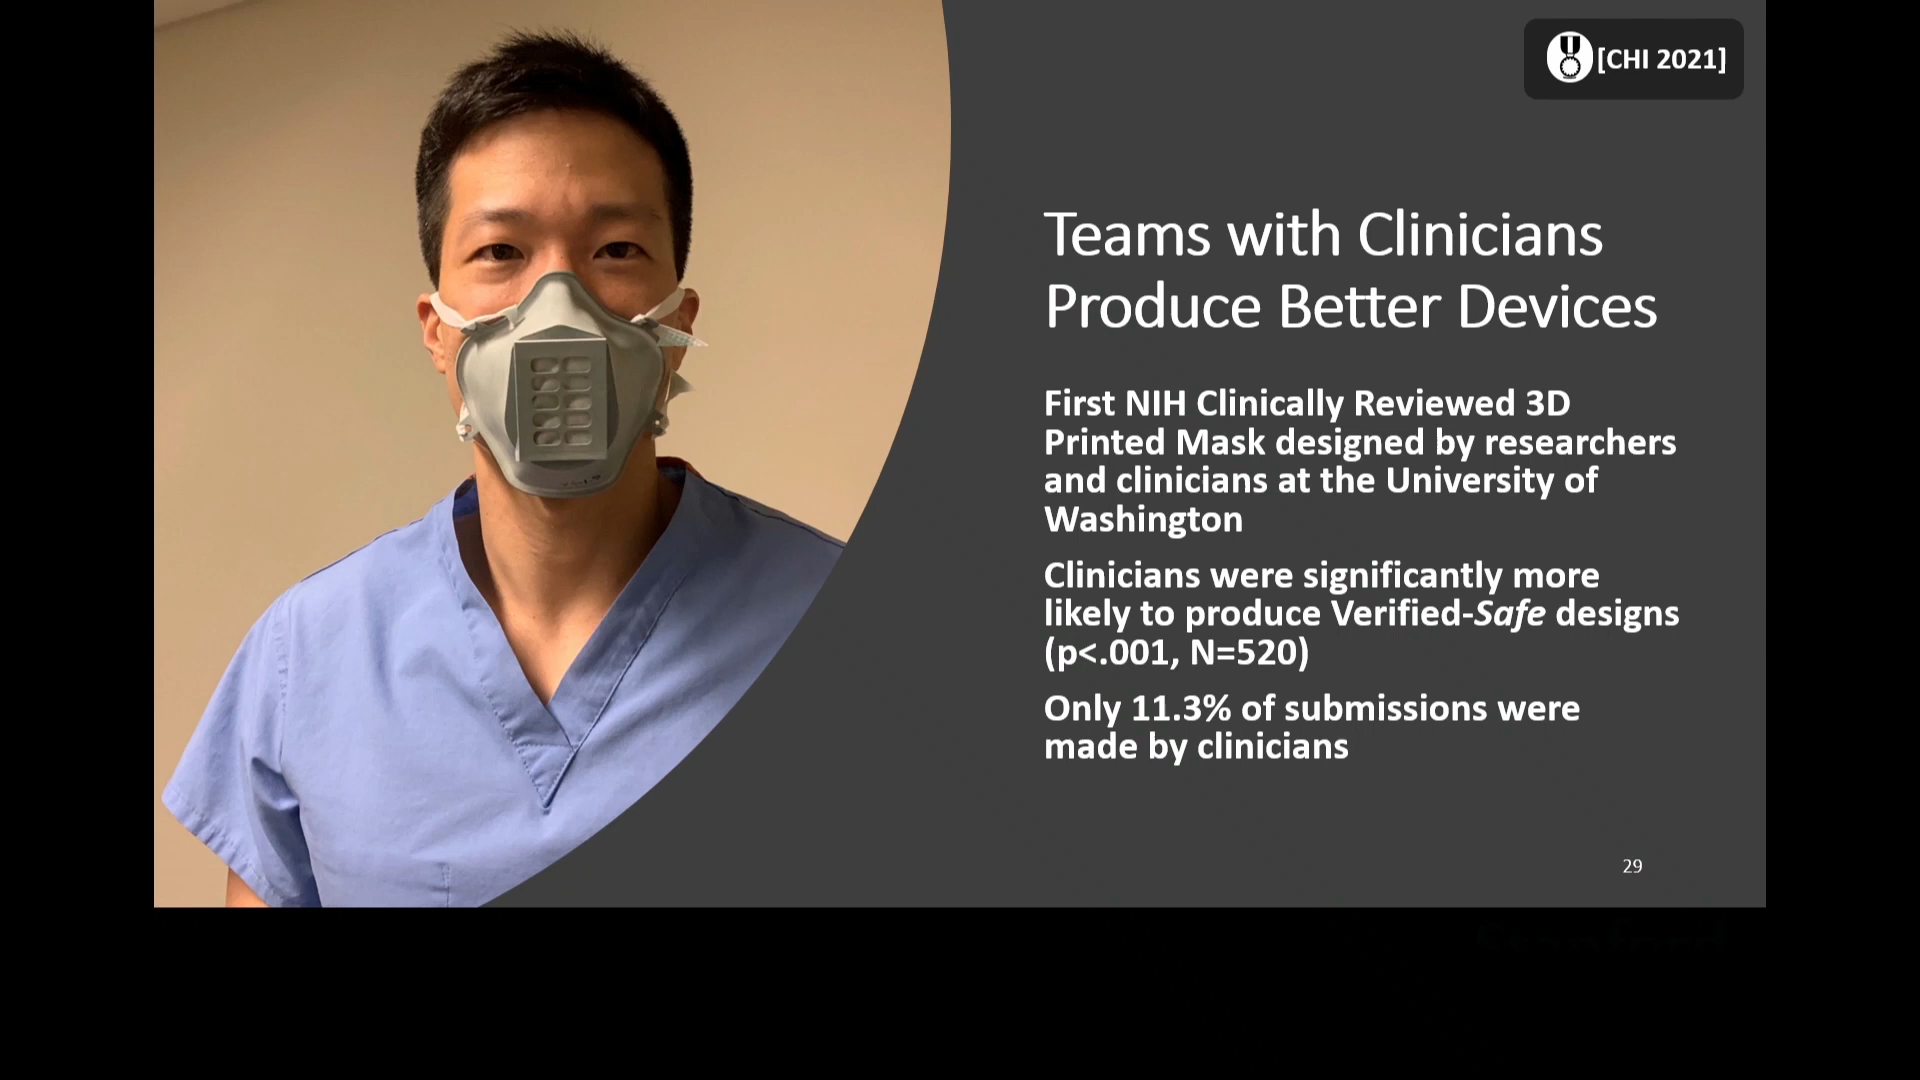 [CHI 2021]
Teams with Clinicians
Produce Better Devices
First NIH Clinically Reviewed 3D
Printed Mask designed by researchers
and clinicians at the University of
Washington
Clinicians were significantly more
likely to produce Verified-Safe designs
(p<.001, N=520)
Only 11.3% of submissions were
made by clinicians
29